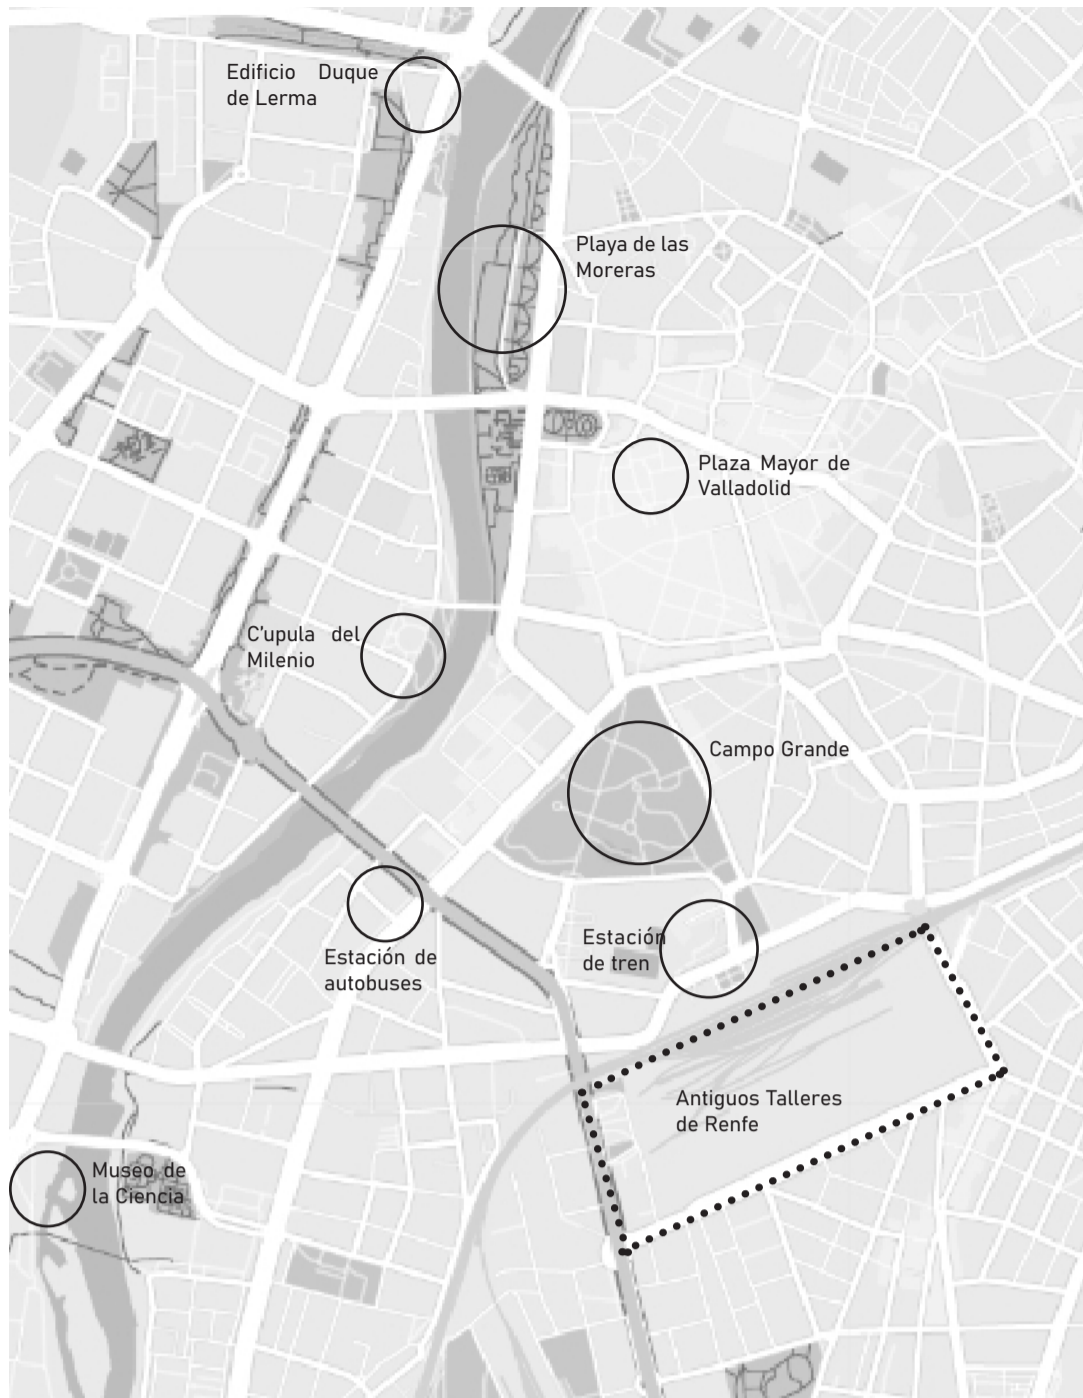 Edificio Duque
de Lerma
Playa de las
Moreras
Plaza Mayor de
Valladolid
C'upula del
Milenio
Campo Grande
Estación
de tren
Estación de
autobuses
Antiguos Talleres
de Renfe
Museo de
la Ciencia